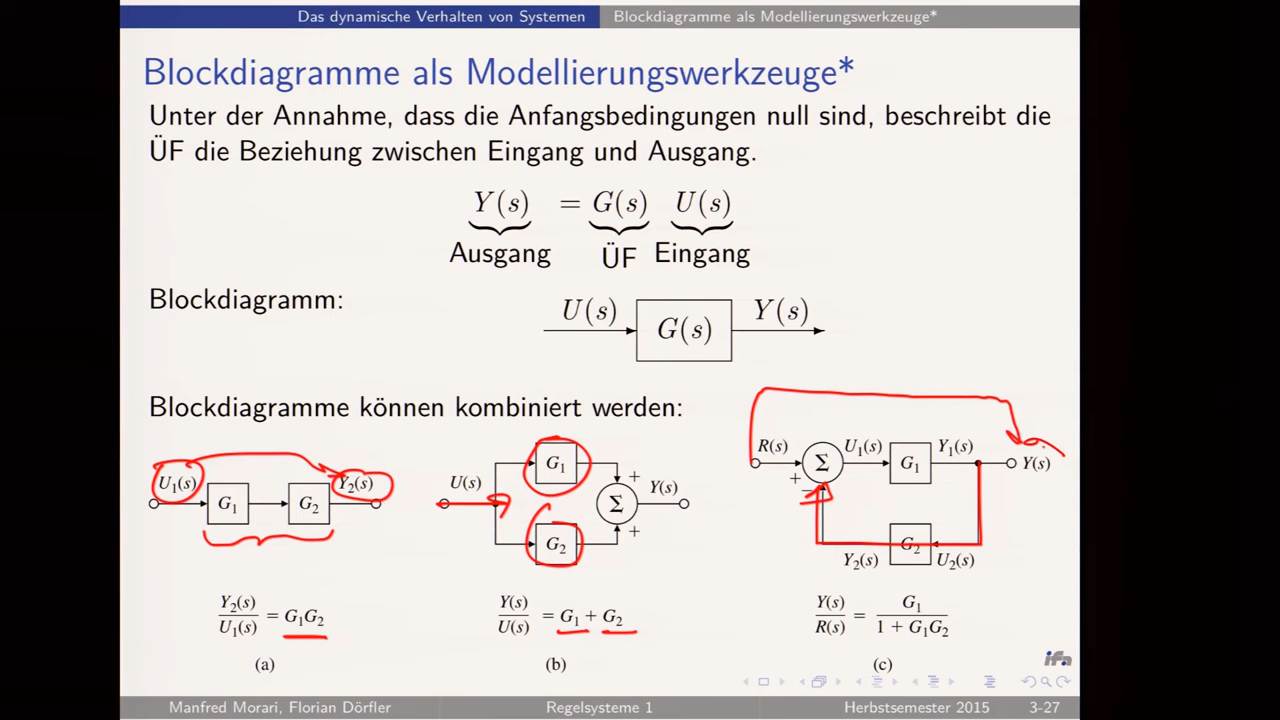 Das dynamische Verhalten von Systemen Blockdiagramme als Modellierungswerkzeuge*
Blockdiagramme als Modellierungswerkzeuge*
Unter der Annahme, dass die Anfangsbedingungen null sind, beschreibt die
ÜF die Beziehung zwischen Eingang und Ausgang.
Y(s) = G(s) U(s)
Ausgang ÜF Eingang
Blockdiagramm:
U(s) G(s) Y(s)
Blockdiagramme können kombiniert werden:
U₁(s) G₁ G₂ Y₂(s)
Y₂(s)/U₁(s) = G₁G₂
(a)
U(s) G₁ G₂ Σ + + Y(s)
Y(s)/U(s) = G₁ + G₂
(b)
R(s) + − Σ U₁(s) G₁ Y₁(s) Y(s)
Y₂(s) G₂ U₂(s)
Y(s)/R(s) = G₁/(1 + G₁G₂)
(c)
ifa
Manfred Morari, Florian Dörfler Regelsysteme 1 Herbstsemester 2015 3-27